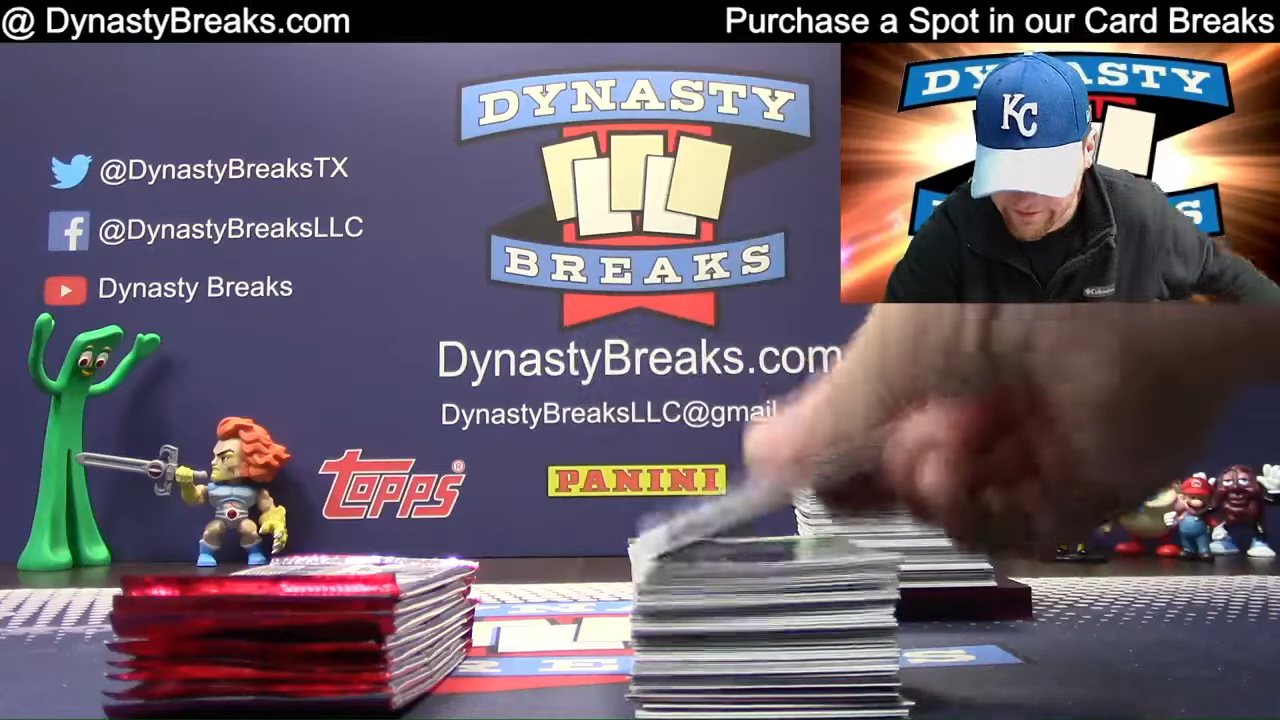 @ DynastyBreaks.com
Purchase a Spot in our Card Breaks
DYNASTY
BREAKS
@DynastyBreaksTX
@DynastyBreaksLLC
Dynasty Breaks
DynastyBreaks.com
DynastyBreaksLLC@gmail
TOPPS®
PANINI
KC
Columbia